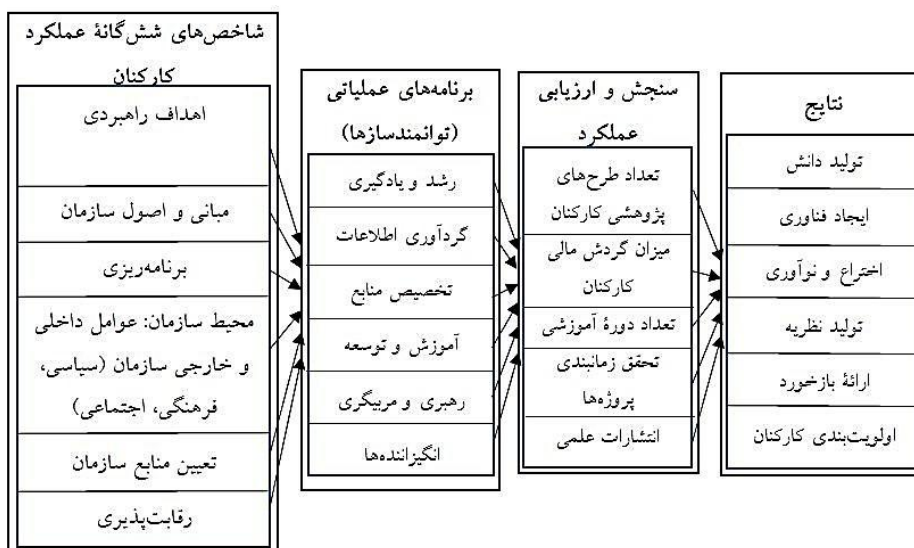 شاخص‌های شش‌گانهٔ عملکرد
کارکنان
اهداف راهبردی
مبانی و اصول سازمان
برنامه‌ریزی
محیط سازمان: عوامل داخلی
و خارجی سازمان (سیاسی،
فرهنگی، اجتماعی)
تعیین منابع سازمان
رقابت‌پذیری
برنامه‌های عملیاتی
(توانمندسازها)
رشد و یادگیری
گردآوری اطلاعات
تخصیص منابع
آموزش و توسعه
رهبری و مربیگری
انگیزاننده‌ها
سنجش و ارزیابی
عملکرد
تعداد طرح‌های
پژوهشی کارکنان
میزان گردش مالی
کارکنان
تعداد دورهٔ آموزشی
تحقق زمانبندی
پروژه‌ها
انتشارات علمی
نتایج
تولید دانش
ایجاد فناوری
اختراع و نوآوری
تولید نظریه
ارائهٔ بازخورد
اولویت‌بندی کارکنان